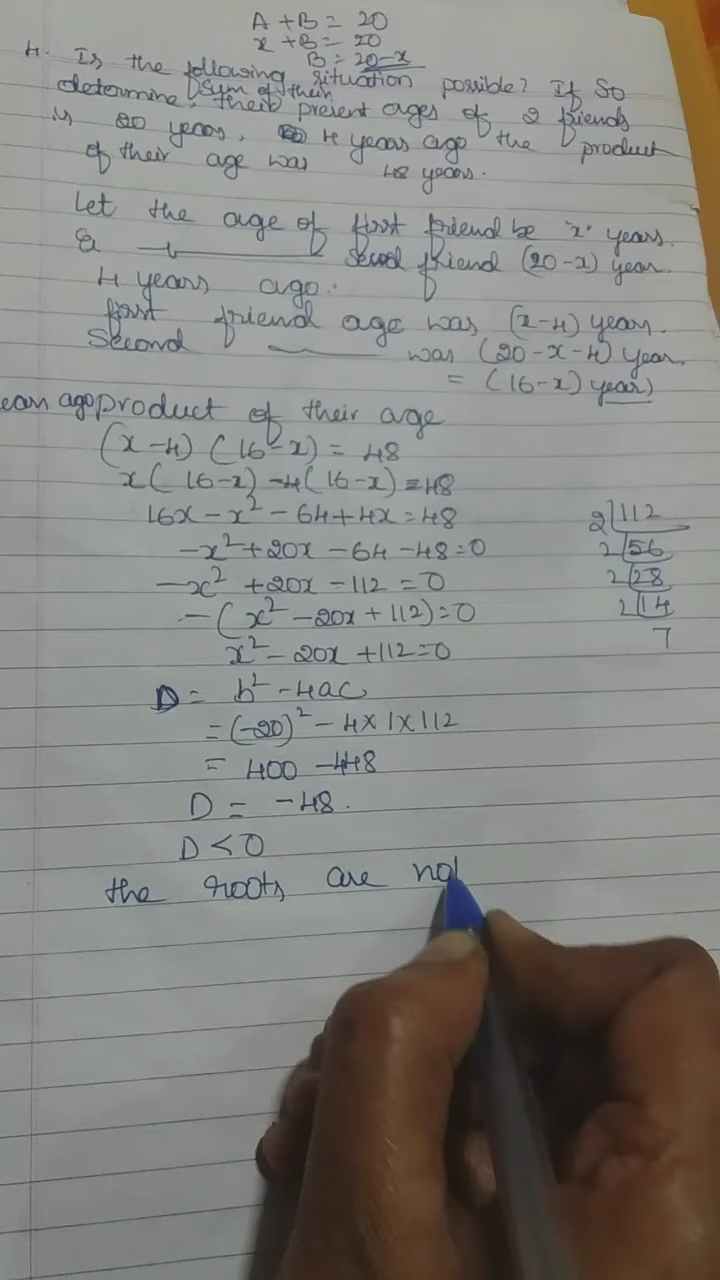 A + B = 20
x + B = 20
B = 20 - x
4. Is the following situation possible? If so
sum of their
determine their present ages of 2 friends
is 20 years, 4 years ago the product
of their age was 48 years.
Let the age of first friend be 'x' years.
second friend (20-x) year
4 years ago.
first friend age was (x-4) years.
Second was (20-x-4) year
= (16-x) year)
ago product of their age
(x-4) (16-x) = 48
x(16-x) -4(16-x) = 48
16x - x² - 64 + 4x = 48
-x² + 20x - 64 - 48 = 0
-x² + 20x - 112 = 0
-(x² - 20x + 112) = 0
x² - 20x + 112 = 0
D = b² - 4ac
= (-20)² - 4 x 1 x 112
= 400 - 448
D = -48.
D < 0
the roots are not
2 112
2 56
2 28
2 14
7